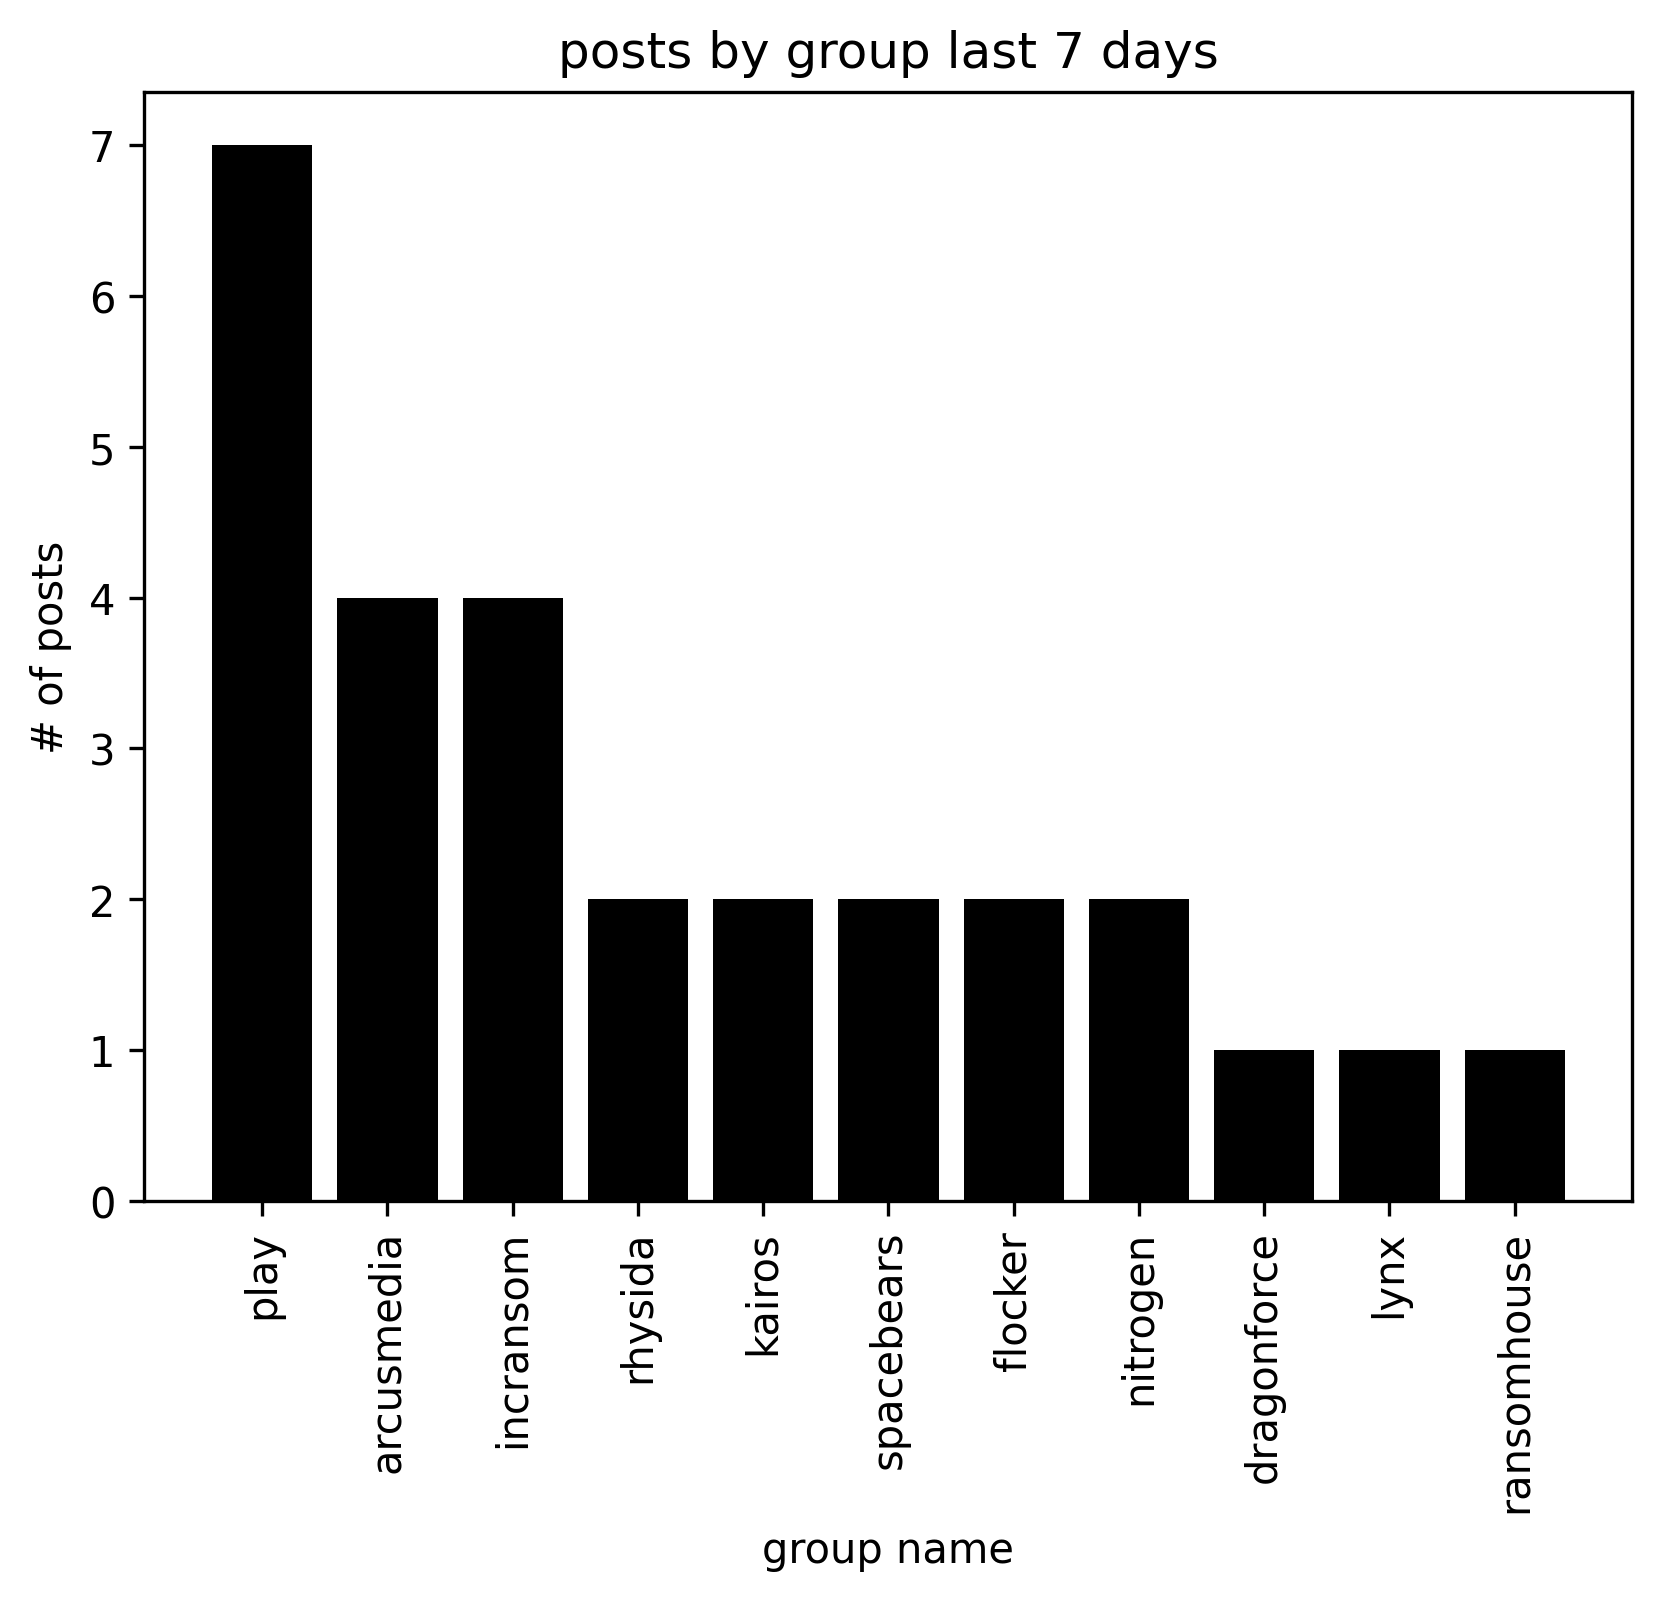 posts by group last 7 days
# of posts
7
6
5
4
3
2
1
0
play
arcusmedia
incransom
rhysida
kairos
spacebears
flocker
nitrogen
dragonforce
lynx
ransomhouse
group name